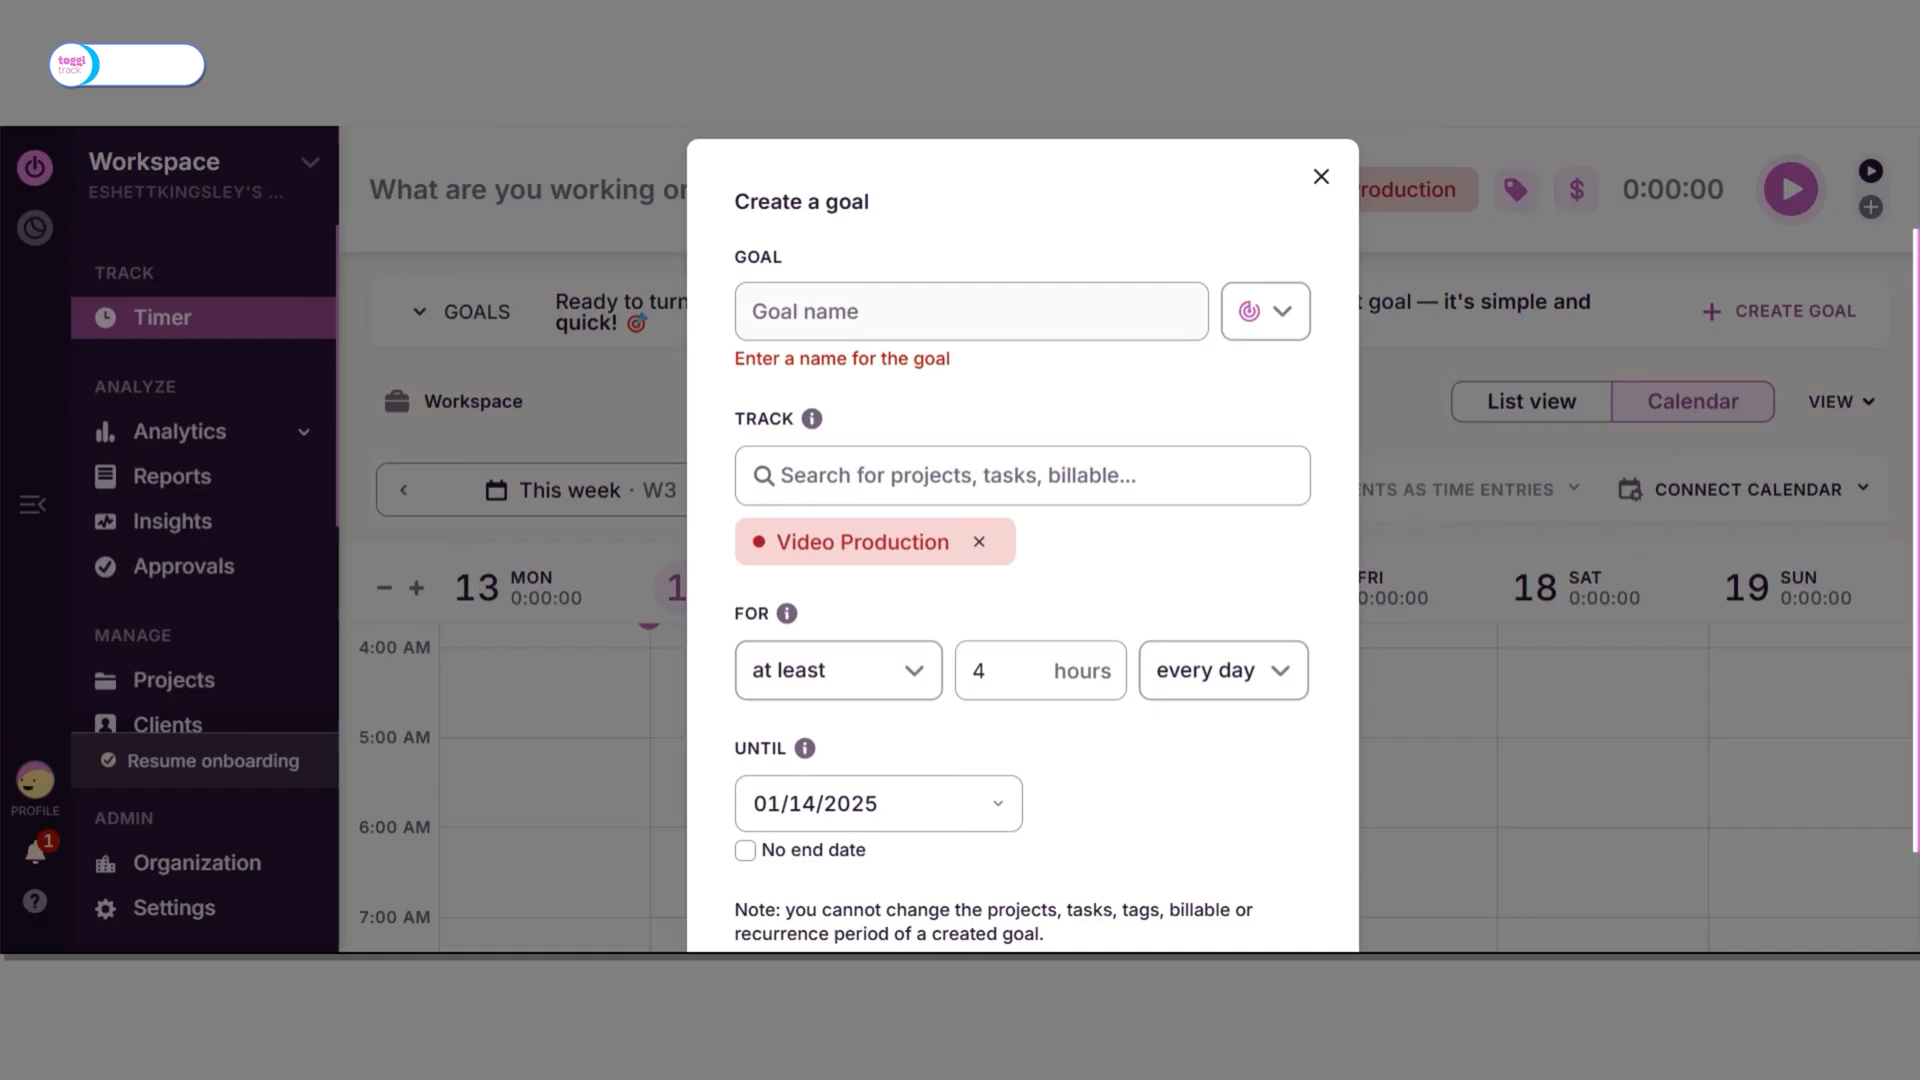 toggl
track
Workspace
ESHETTKINGSLEY'S ...
TRACK
Timer
ANALYZE
Analytics
Reports
Insights
Approvals
MANAGE
Projects
Clients
Resume onboarding
PROFILE
1
ADMIN
Organization
Settings
What are you working on
roduction
$
0:00:00
GOALS
Ready to turn
quick!
t goal — it's simple and
CREATE GOAL
Workspace
List view
Calendar
VIEW
This week · W3
NTS AS TIME ENTRIES
CONNECT CALENDAR
13 MON
0:00:00
1
FRI
0:00:00
18 SAT
0:00:00
19 SUN
0:00:00
4:00 AM
5:00 AM
6:00 AM
7:00 AM
Create a goal
GOAL
Goal name
Enter a name for the goal
TRACK
Search for projects, tasks, billable...
Video Production
FOR
at least
4 hours
every day
UNTIL
01/14/2025
No end date
Note: you cannot change the projects, tasks, tags, billable or
recurrence period of a created goal.